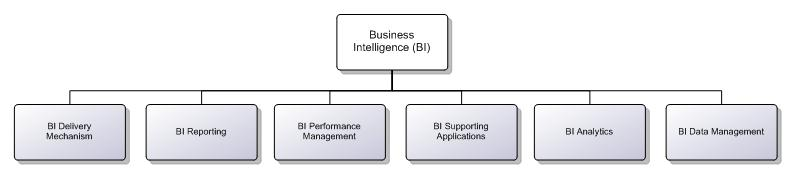 Business
Intelligence (BI)
BI Delivery
Mechanism
BI Reporting
BI Performance
Management
BI Supporting
Applications
BI Analytics
BI Data Management